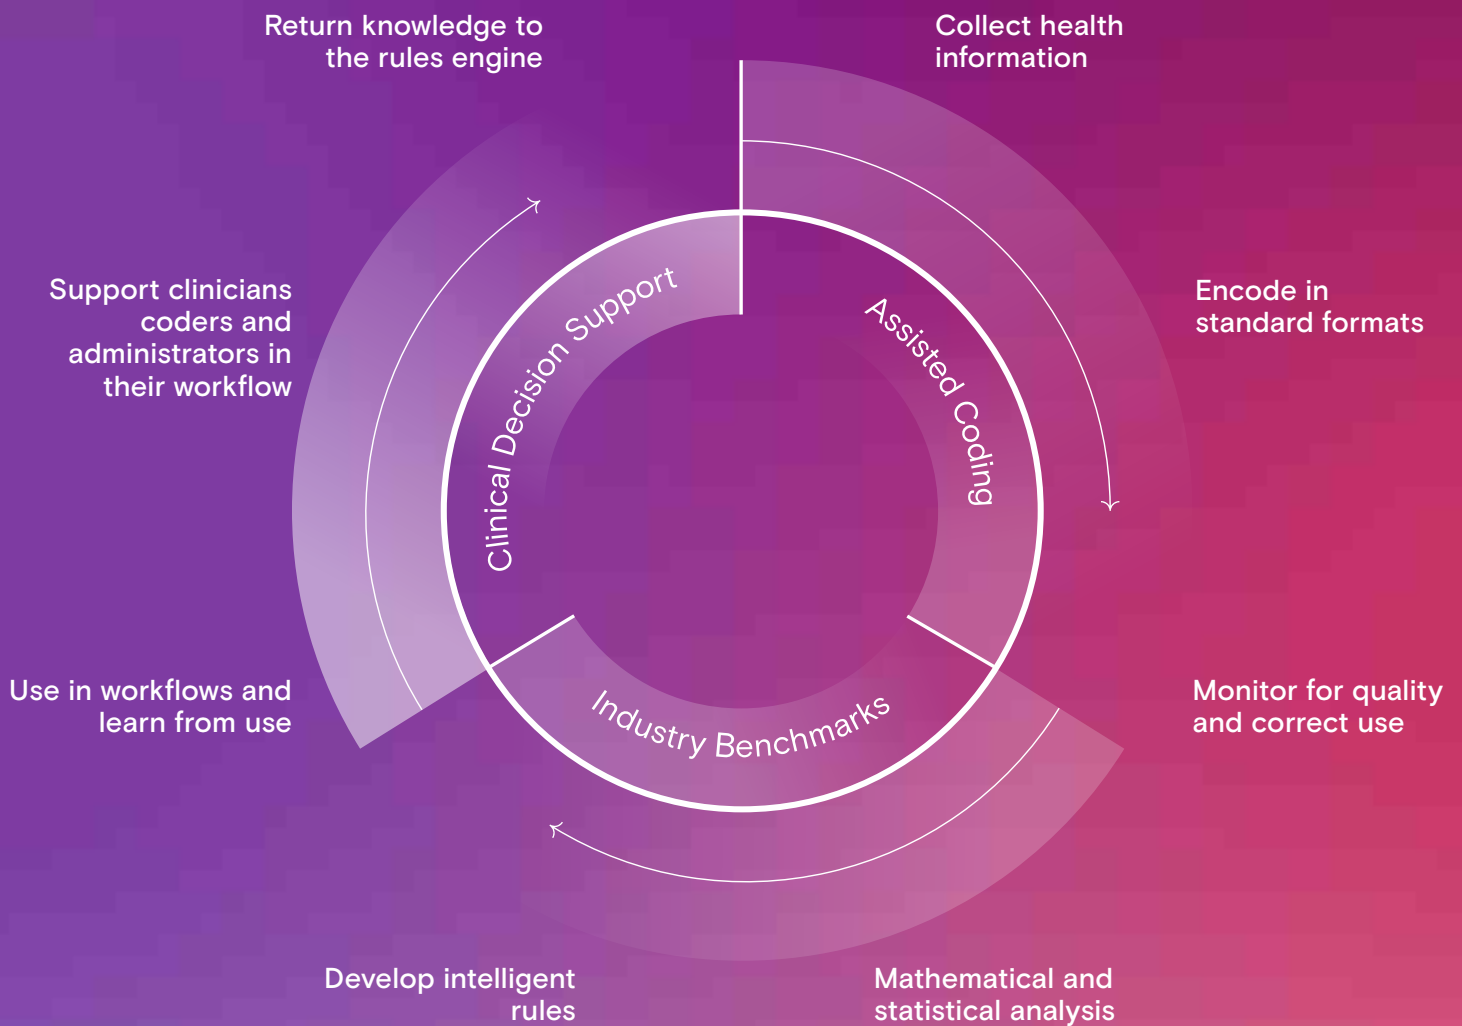 Return knowledge to
the rules engine
Collect health
information
Support clinicians
coders and
administrators in
their workflow
Encode in
standard formats
Clinical Decision Support
Assisted Coding
Industry Benchmarks
Use in workflows and
learn from use
Monitor for quality
and correct use
Develop intelligent
rules
Mathematical and
statistical analysis